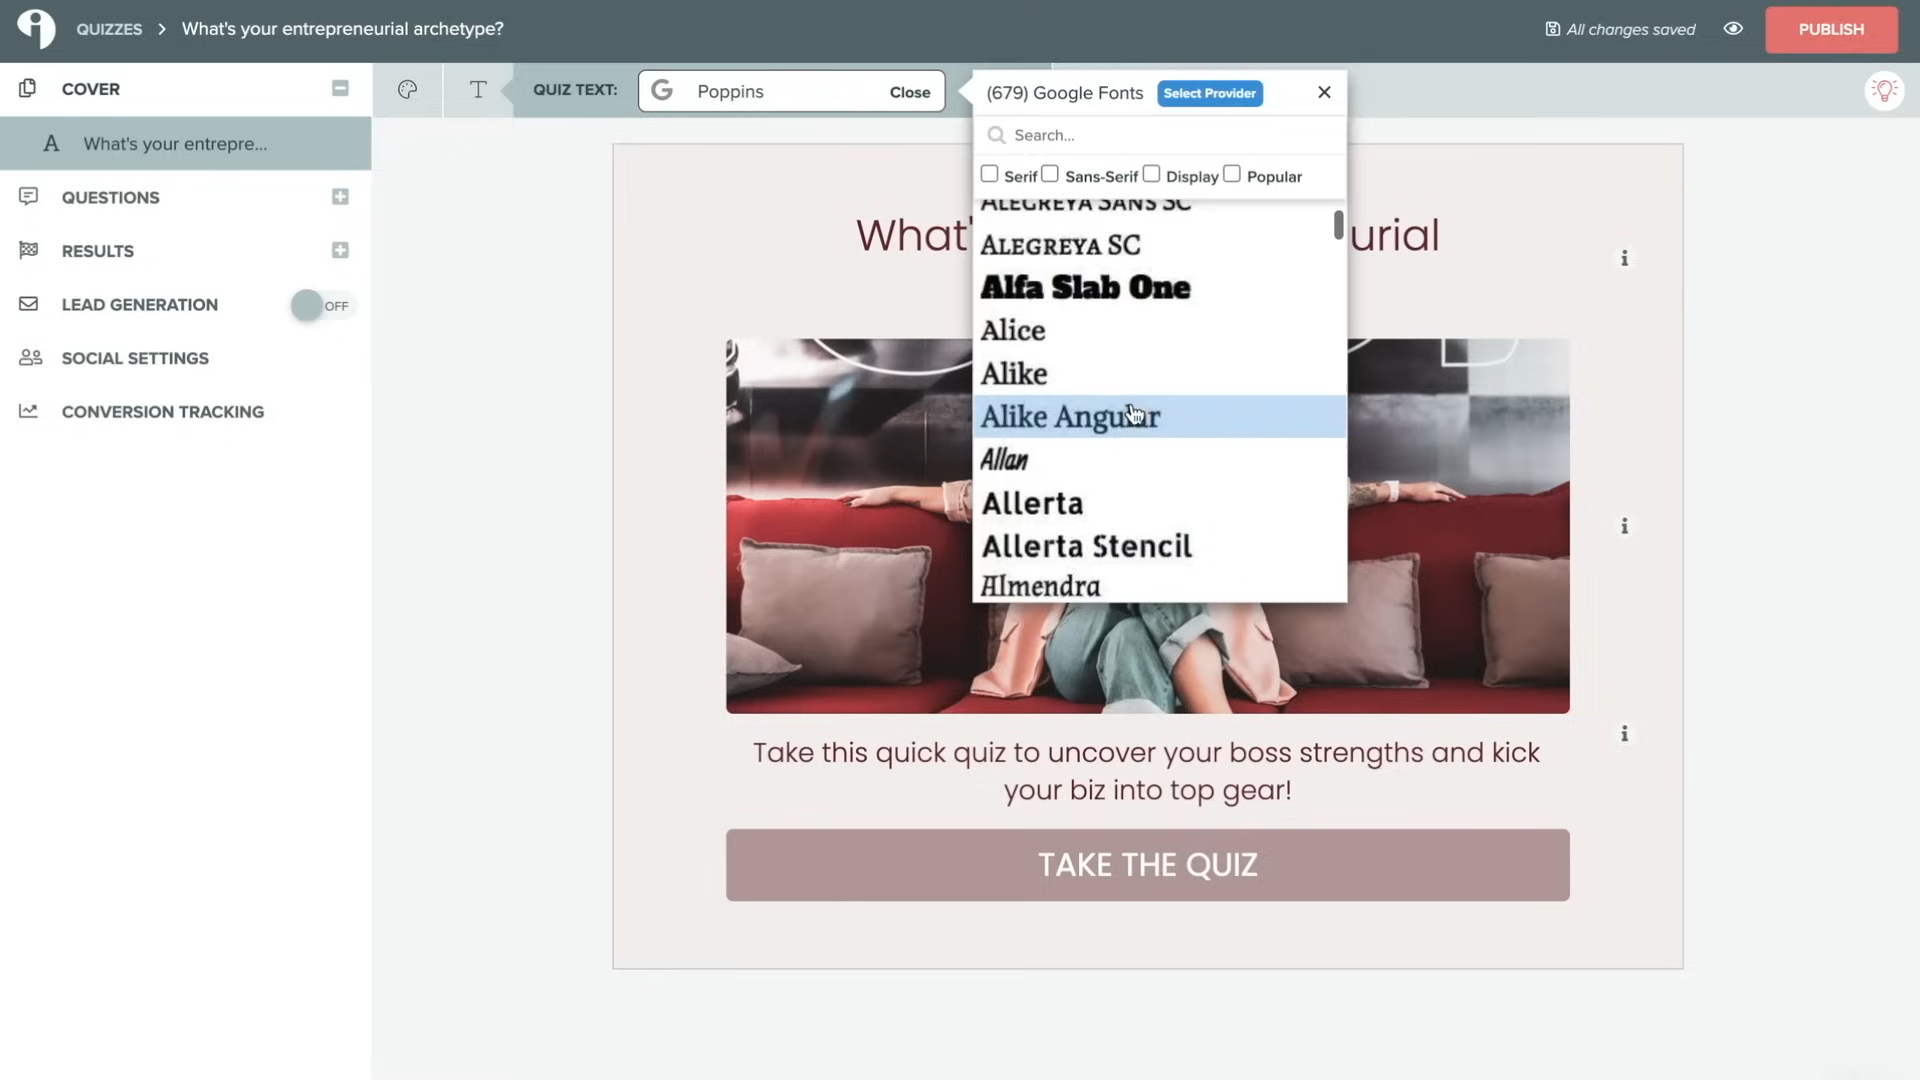 QUIZZES > What's your entrepreneurial archetype?
All changes saved
PUBLISH
COVER
What's your entrepre...
QUESTIONS
RESULTS
LEAD GENERATION
OFF
SOCIAL SETTINGS
CONVERSION TRACKING
QUIZ TEXT:
Poppins
Close
(679) Google Fonts
Select Provider
Search...
Serif
Sans-Serif
Display
Popular
ALEGREYA SANS SC
ALEGREYA SC
Alfa Slab One
Alice
Alike
Alike Angular
Allan
Allerta
Allerta Stencil
Almendra
What'
urial
Take this quick quiz to uncover your boss strengths and kick
your biz into top gear!
TAKE THE QUIZ